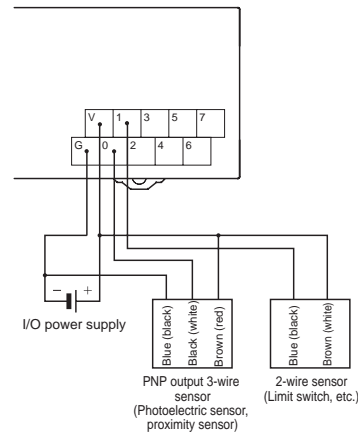 V 1 3 5 7
G 0 2 4 6
− +
I/O power supply
Blue (black)
Black (white)
Brown (red)
Blue (black)
Brown (white)
PNP output 3-wire
sensor
(Photoelectric sensor,
proximity sensor)
2-wire sensor
(Limit switch, etc.)